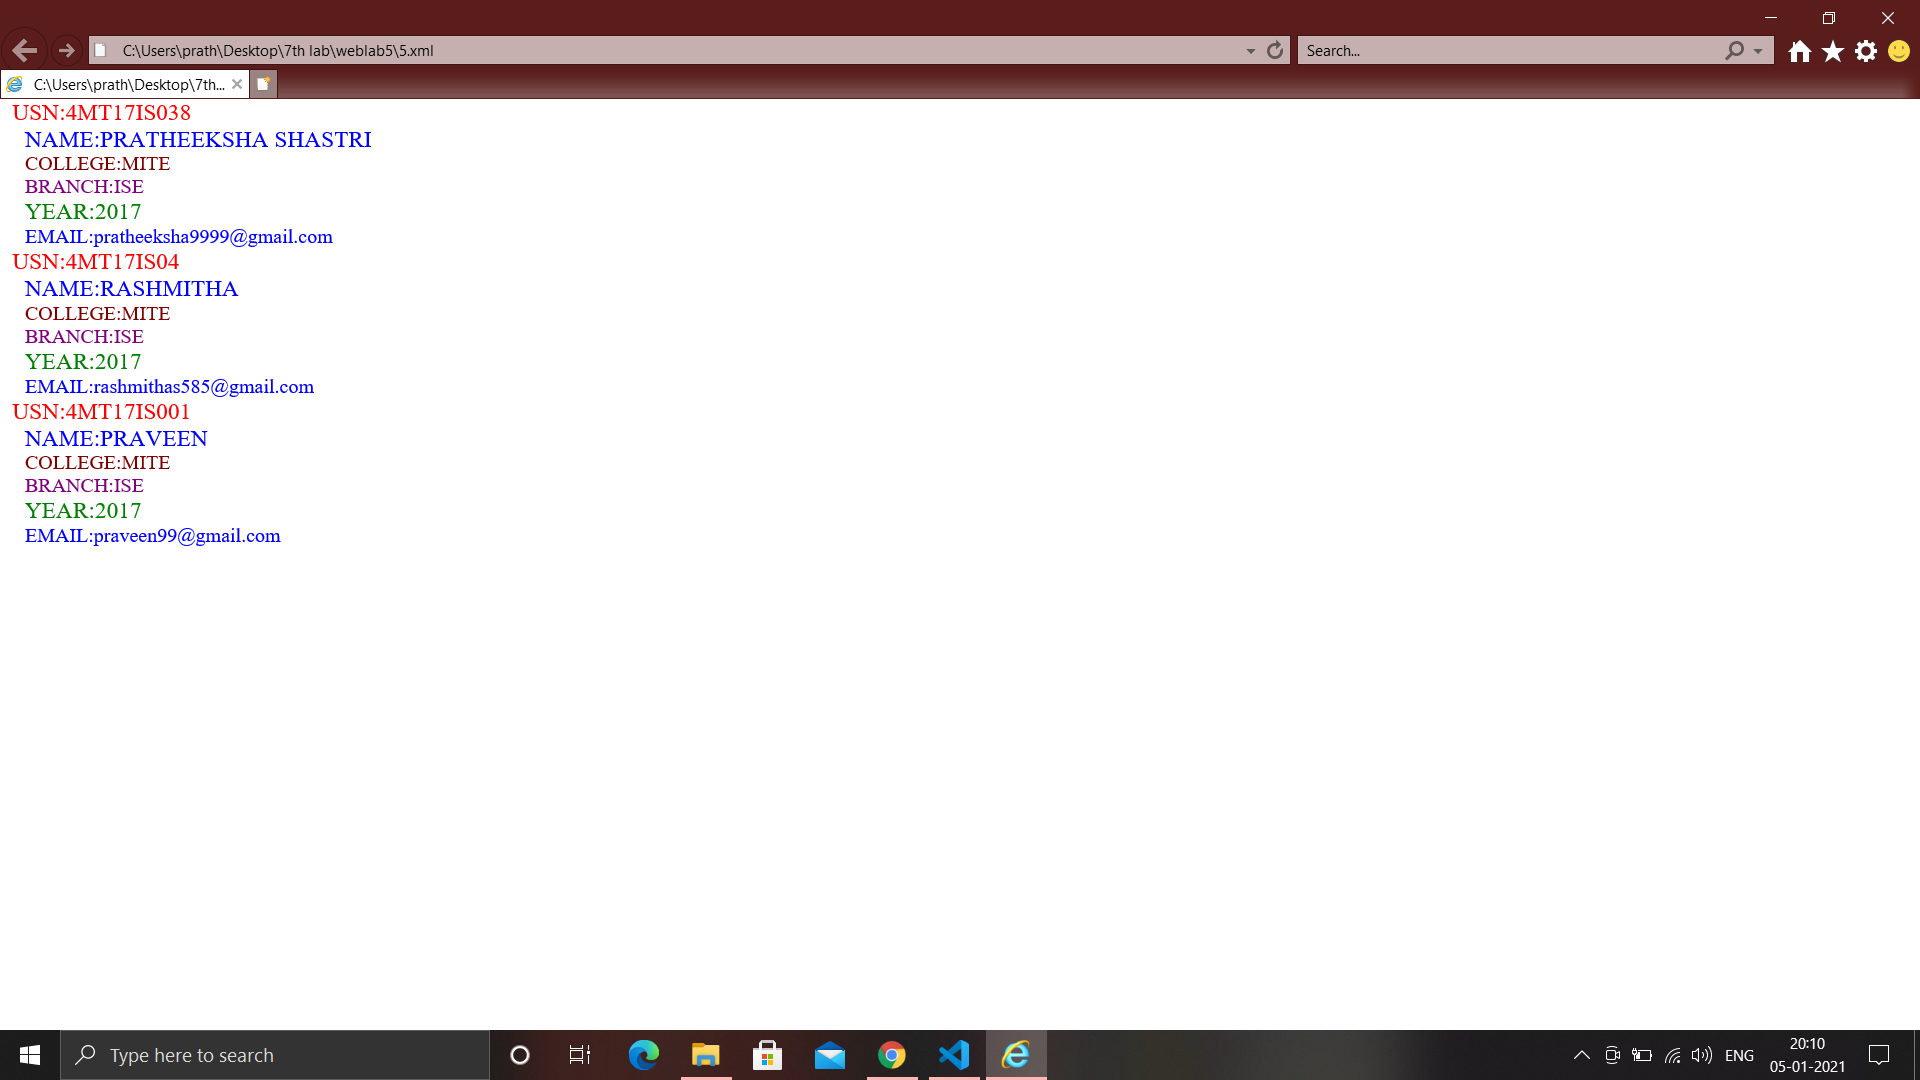 C:\Users\prath\Desktop\7th lab\weblab5\5.xml
Search...
C:\Users\prath\Desktop\7th...
USN:4MT17IS038
NAME:PRATHEEKSHA SHASTRI
COLLEGE:MITE
BRANCH:ISE
YEAR:2017
EMAIL:pratheeksha9999@gmail.com
USN:4MT17IS04
NAME:RASHMITHA
COLLEGE:MITE
BRANCH:ISE
YEAR:2017
EMAIL:rashmithas585@gmail.com
USN:4MT17IS001
NAME:PRAVEEN
COLLEGE:MITE
BRANCH:ISE
YEAR:2017
EMAIL:praveen99@gmail.com
Type here to search
ENG
20:10
05-01-2021